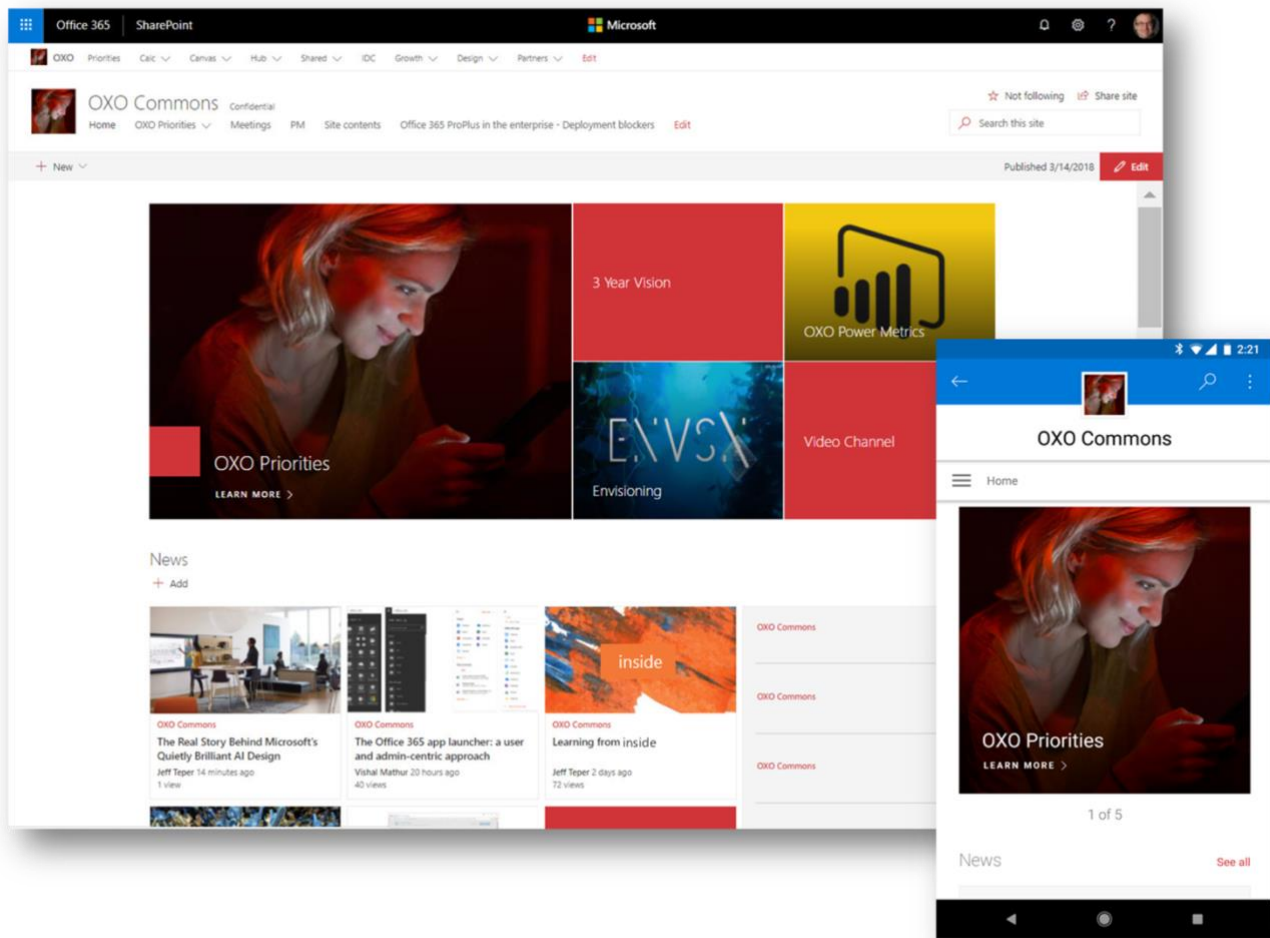 Office 365 SharePoint Microsoft ?
OXO Priorities Calc Canvas Hub Shared IDC Growth Design Partners Edit
OXO Commons Confidential
Not following Share site
Home OXO Priorities Meetings PM Site contents Office 365 ProPlus in the enterprise - Deployment blockers Edit
Search this site
+ New
Published 3/14/2018 Edit
OXO Priorities
LEARN MORE >
3 Year Vision
OXO Power Metrics
Envisioning
Video Channel
News
+ Add
OXO Commons
The Real Story Behind Microsoft's
Quietly Brilliant AI Design
Jeff Teper 14 minutes ago
1 view
OXO Commons
The Office 365 app launcher: a user
and admin-centric approach
Vishal Mathur 20 hours ago
40 views
inside
OXO Commons
Learning from inside
Jeff Teper 2 days ago
72 views
OXO Commons
OXO Commons
OXO Commons
2:21
OXO Commons
Home
OXO Priorities
LEARN MORE >
1 of 5
News See all